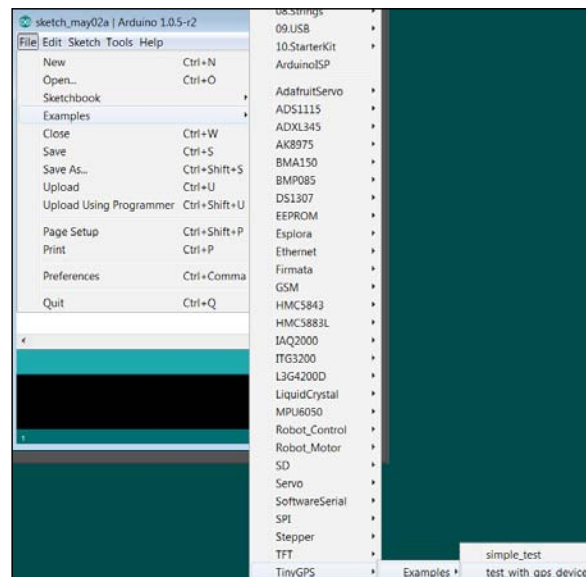 sketch_may02a | Arduino 1.0.5-r2
File Edit Sketch Tools Help
New Ctrl+N
Open... Ctrl+O
Sketchbook
Examples
Close Ctrl+W
Save Ctrl+S
Save As... Ctrl+Shift+S
Upload Ctrl+U
Upload Using Programmer Ctrl+Shift+U
Page Setup Ctrl+Shift+P
Print Ctrl+P
Preferences Ctrl+Comma
Quit Ctrl+Q
1
08.Strings
09.USB
10.StarterKit
ArduinoISP
AdafruitServo
ADS1115
ADXL345
AK8975
BMA150
BMP085
DS1307
EEPROM
Esplora
Ethernet
Firmata
GSM
HMC5843
HMC5883L
IAQ2000
ITG3200
L3G4200D
LiquidCrystal
MPU6050
Robot_Control
Robot_Motor
SD
Servo
SoftwareSerial
SPI
Stepper
TFT
TinyGPS
Examples
simple_test
test_with_gps_device